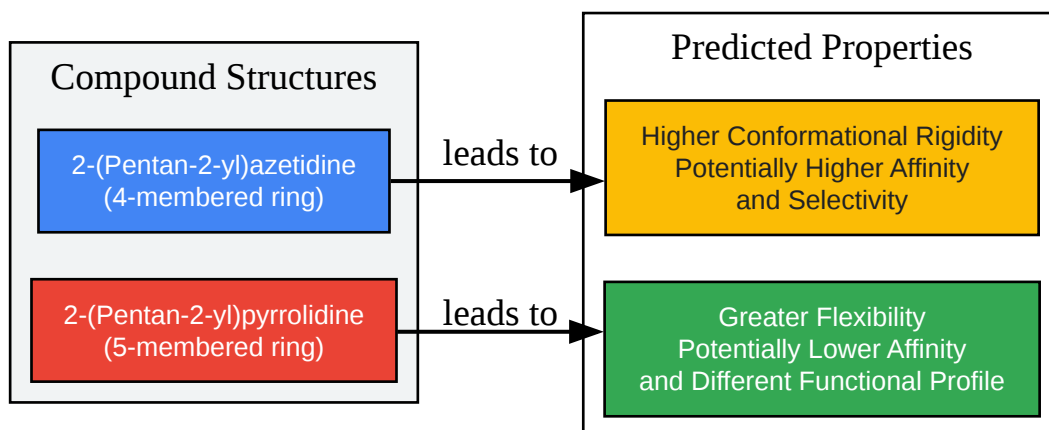 Compound Structures
2-(Pentan-2-yl)azetidine
(4-membered ring)
2-(Pentan-2-yl)pyrrolidine
(5-membered ring)
leads to
leads to
Predicted Properties
Higher Conformational Rigidity
Potentially Higher Affinity
and Selectivity
Greater Flexibility
Potentially Lower Affinity
and Different Functional Profile